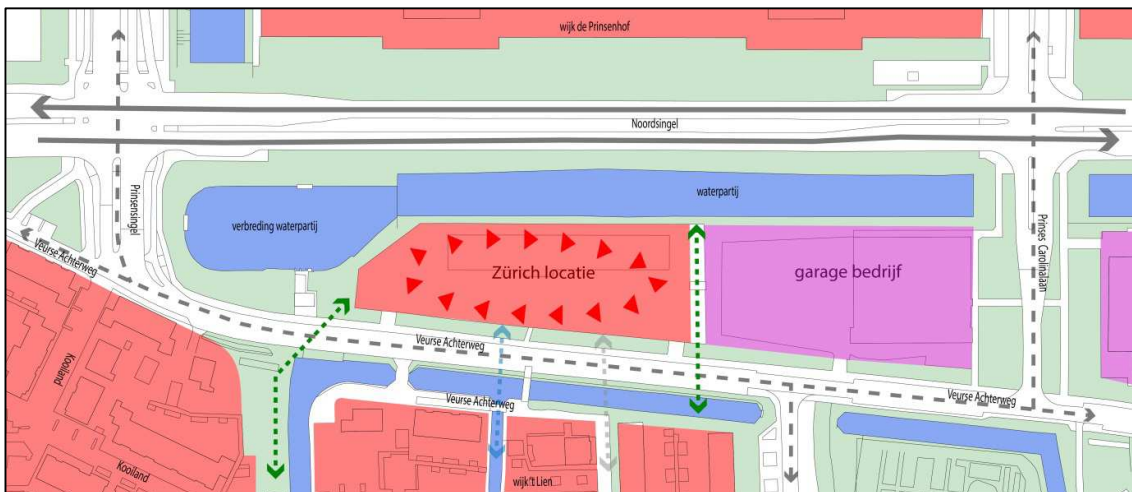 wijk de Prinsenhof
Noordsingel
Prinsensingel
waterpartij
verbreding waterpartij
Prinses Carolinalaan
Veurse Achterweg
Zürich locatie
garage bedrijf
Veurse Achterweg
Kooiland
Veurse Achterweg
Veurse Achterweg
Kooiland
wijk 't Lien